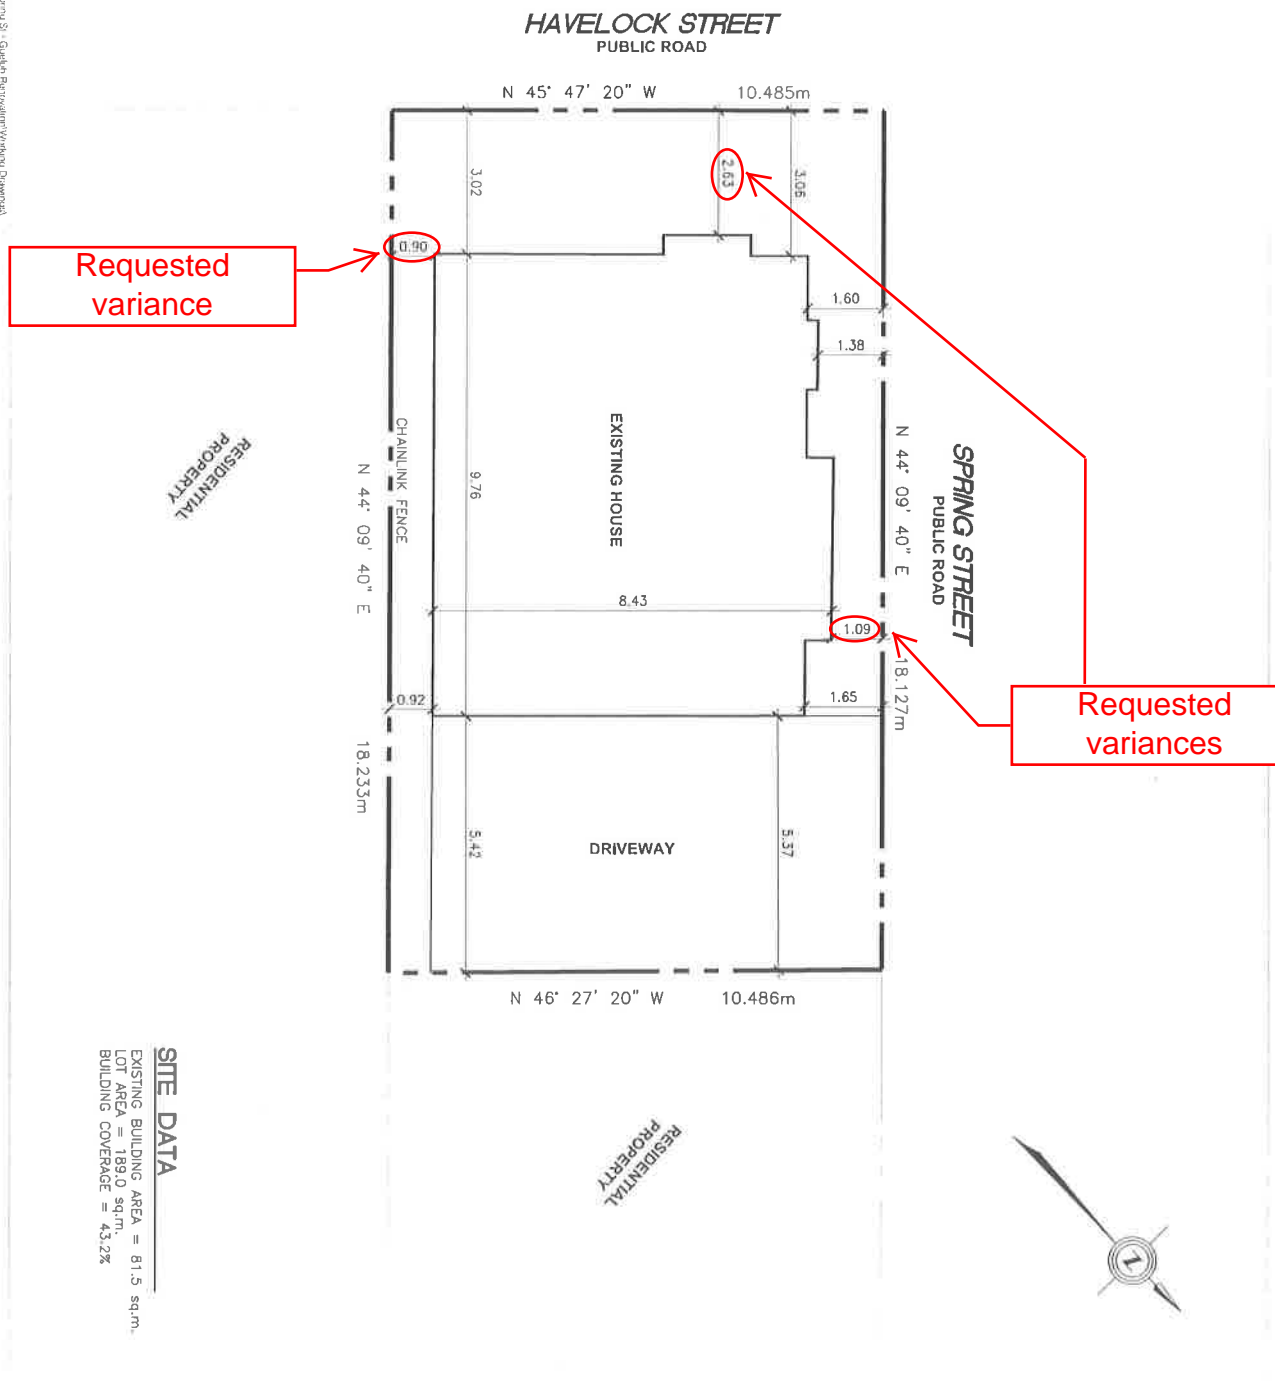 HAVELOCK STREET
PUBLIC ROAD
N 45° 47' 20" W 10.485m
3.02
2.63
3.06
0.90
Requested
variance
1.60
1.38
CHAINLINK FENCE
N 44° 09' 40" E
18.233m
RESIDENTIAL
PROPERTY
9.76
EXISTING HOUSE
8.43
SPRING STREET
PUBLIC ROAD
N 44° 09' 40" E
18.127m
1.09
1.65
0.92
Requested
variances
5.42
DRIVEWAY
5.37
N 46° 27' 20" W 10.486m
RESIDENTIAL
PROPERTY
SITE DATA
EXISTING BUILDING AREA = 81.5 sq.m.
LOT AREA = 189.0 sq.m.
BUILDING COVERAGE = 43.2%
Z